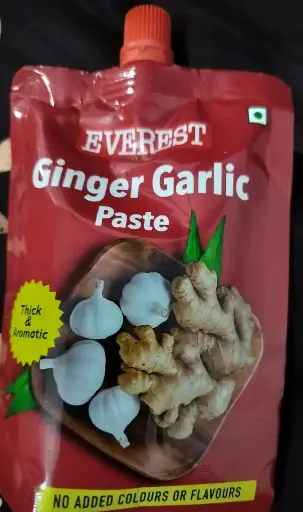 EVEREST
Ginger Garlic
Paste
Thick
&
Aromatic
NO ADDED COLOURS OR FLAVOURS